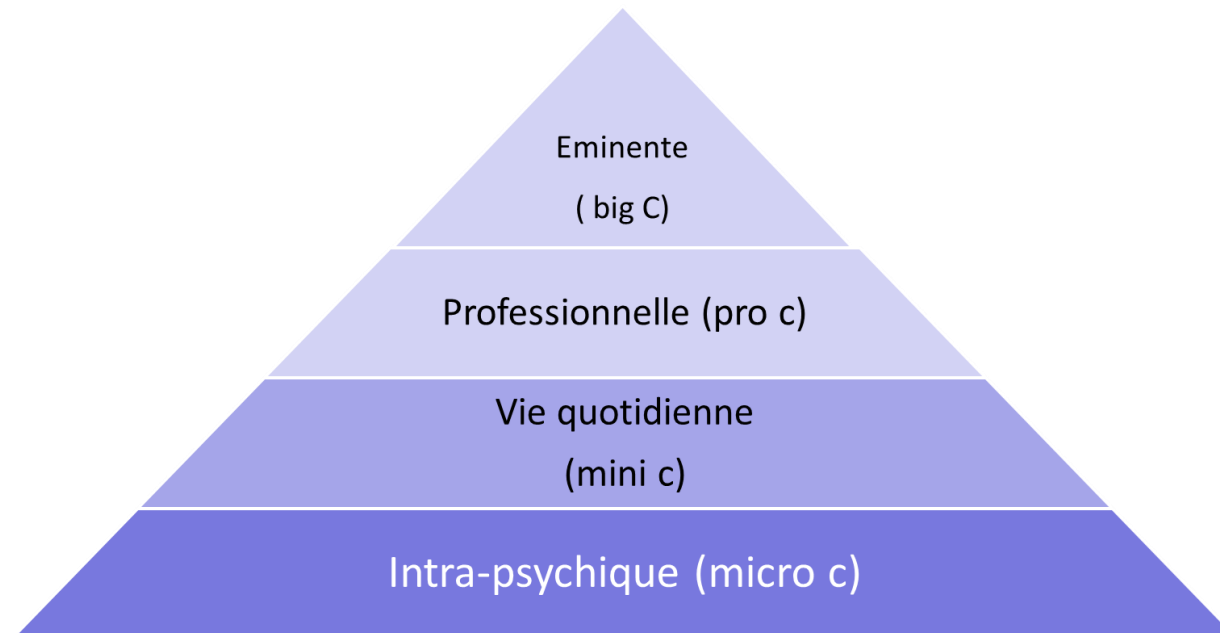 Eminente
( big C)
Professionnelle (pro c)
Vie quotidienne
(mini c)
Intra-psychique (micro c)